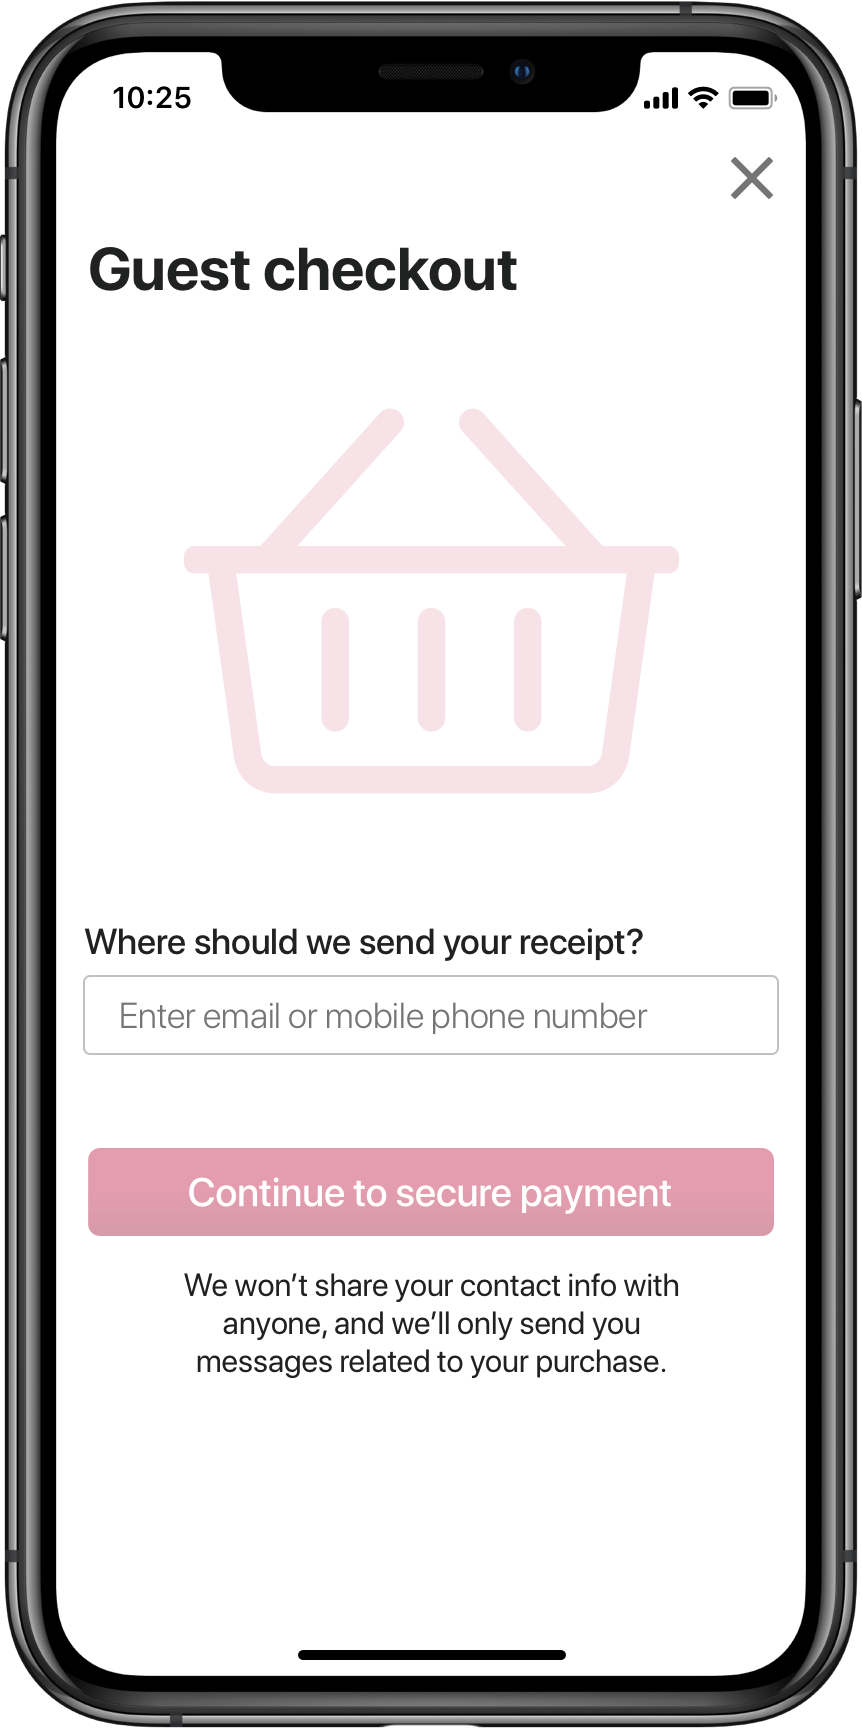 10:25
Guest checkout
Where should we send your receipt?
Enter email or mobile phone number
Continue to secure payment
We won’t share your contact info with
anyone, and we’ll only send you
messages related to your purchase.